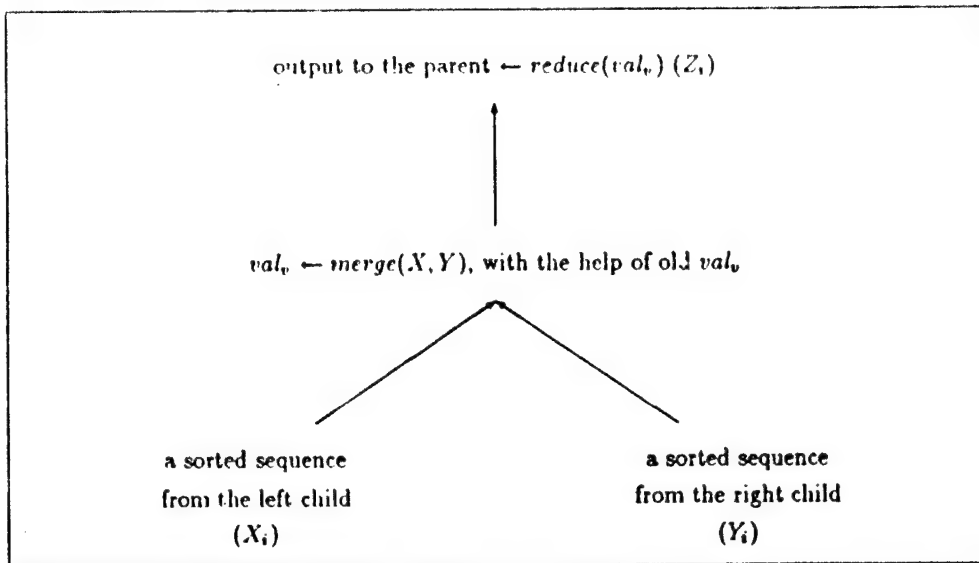 output to the parent ← reduce(val_v) (Z_i)
val_v ← merge(X, Y), with the help of old val_v
a sorted sequence
from the left child
(X_i)
a sorted sequence
from the right child
(Y_i)